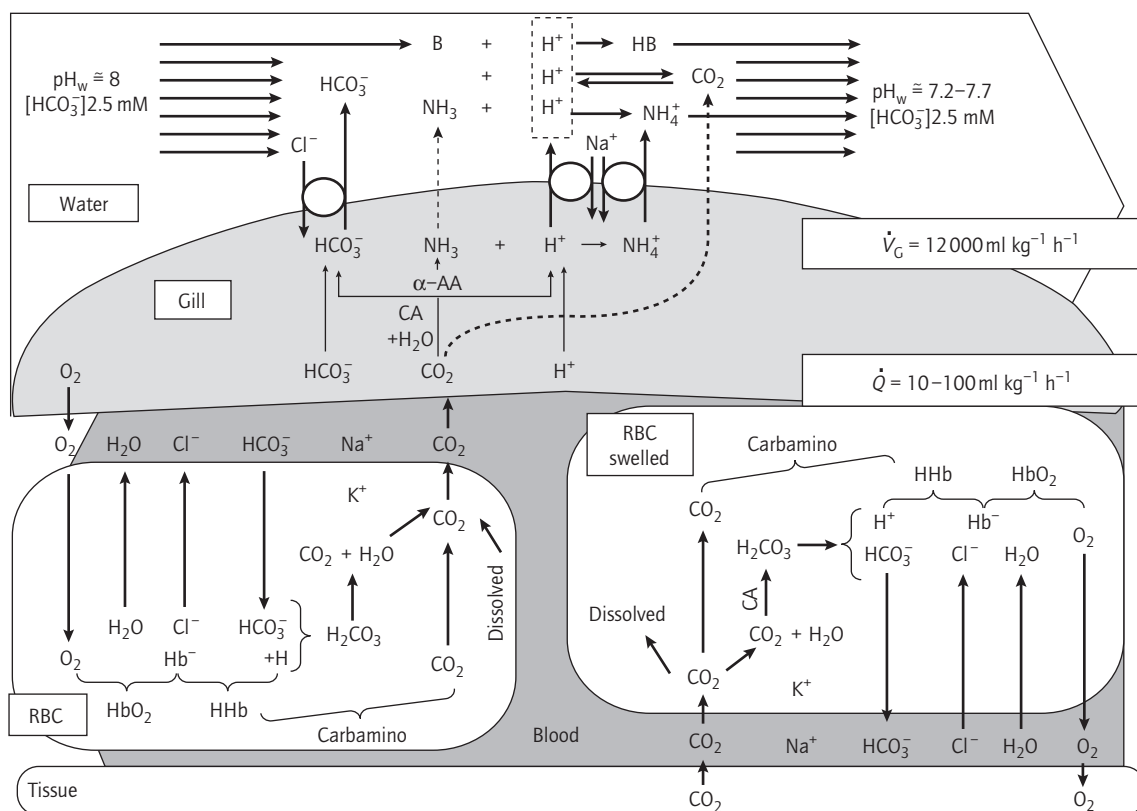 B + H⁺ HB
pH_w ≅ 8
[HCO₃⁻]2.5 mM
HCO₃⁻
+ H⁺ CO₂
NH₃ + H⁺ NH₄⁺
pH_w ≅ 7.2–7.7
[HCO₃⁻]2.5 mM
Cl⁻
Na⁺
Water
HCO₃⁻ NH₃ + H⁺ NH₄⁺
V̇_G = 12 000 ml kg⁻¹ h⁻¹
Gill
α–AA
CA
+H₂O
O₂
HCO₃⁻ CO₂ H⁺
Q̇ = 10–100 ml kg⁻¹ h⁻¹
O₂ H₂O Cl⁻ HCO₃⁻ Na⁺ CO₂
K⁺
CO₂
CO₂ + H₂O
Dissolved
H₂O Cl⁻ HCO₃⁻
H₂CO₃
O₂ Hb⁻ +H
CO₂
HbO₂ HHb
RBC
Carbamino
Blood
RBC
swelled
Carbamino
HHb HbO₂
CO₂
H⁺ Hb⁻ O₂
H₂CO₃
HCO₃⁻ Cl⁻ H₂O
CA
Dissolved
CO₂ + H₂O
CO₂
K⁺
CO₂ Na⁺ HCO₃⁻ Cl⁻ H₂O O₂
Tissue
CO₂ O₂